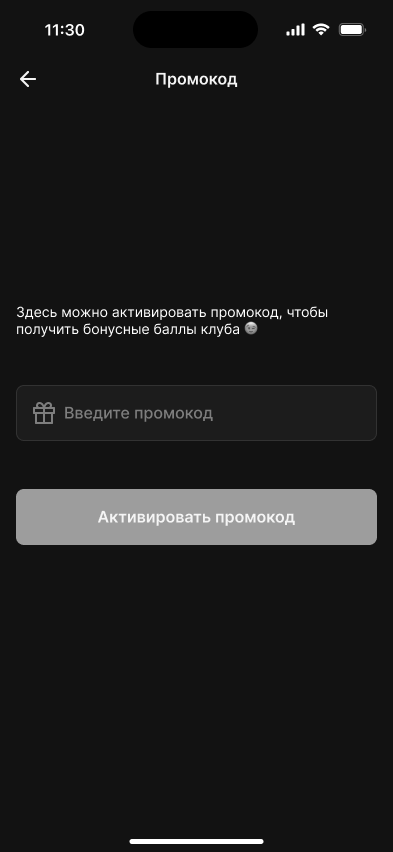 11:30
Промокод
Здесь можно активировать промокод, чтобы
получить бонусные баллы клуба 😉
Введите промокод
Активировать промокод